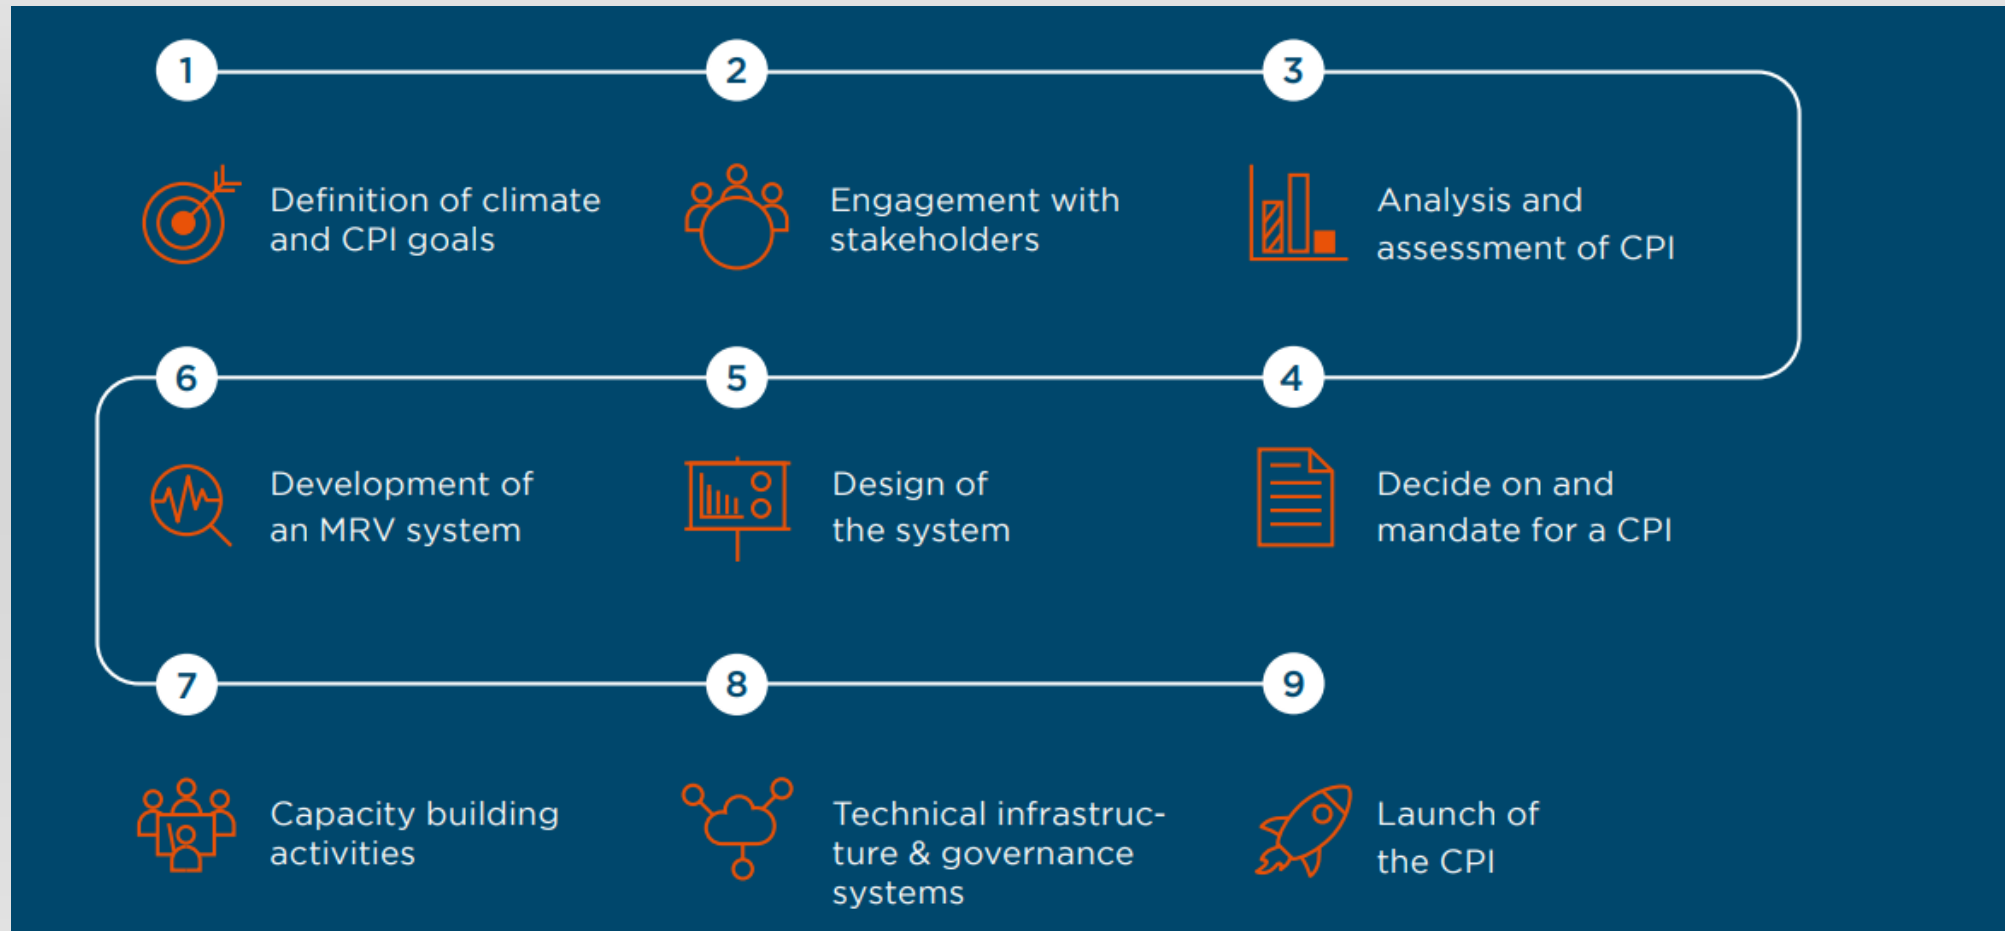 1
Definition of climate
and CPI goals
2
Engagement with
stakeholders
3
Analysis and
assessment of CPI
4
Decide on and
mandate for a CPI
5
Design of
the system
6
Development of
an MRV system
7
Capacity building
activities
8
Technical infrastruc-
ture & governance
systems
9
Launch of
the CPI